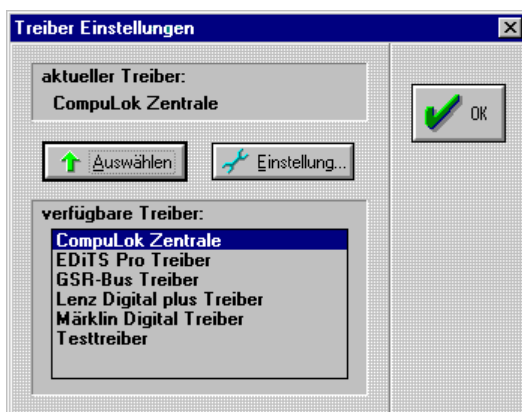 Treiber Einstellungen
aktueller Treiber:
CompuLok Zentrale
OK
Auswählen
Einstellung...
verfügbare Treiber:
CompuLok Zentrale
EDiTS Pro Treiber
GSR-Bus Treiber
Lenz Digital plus Treiber
Märklin Digital Treiber
Testtreiber